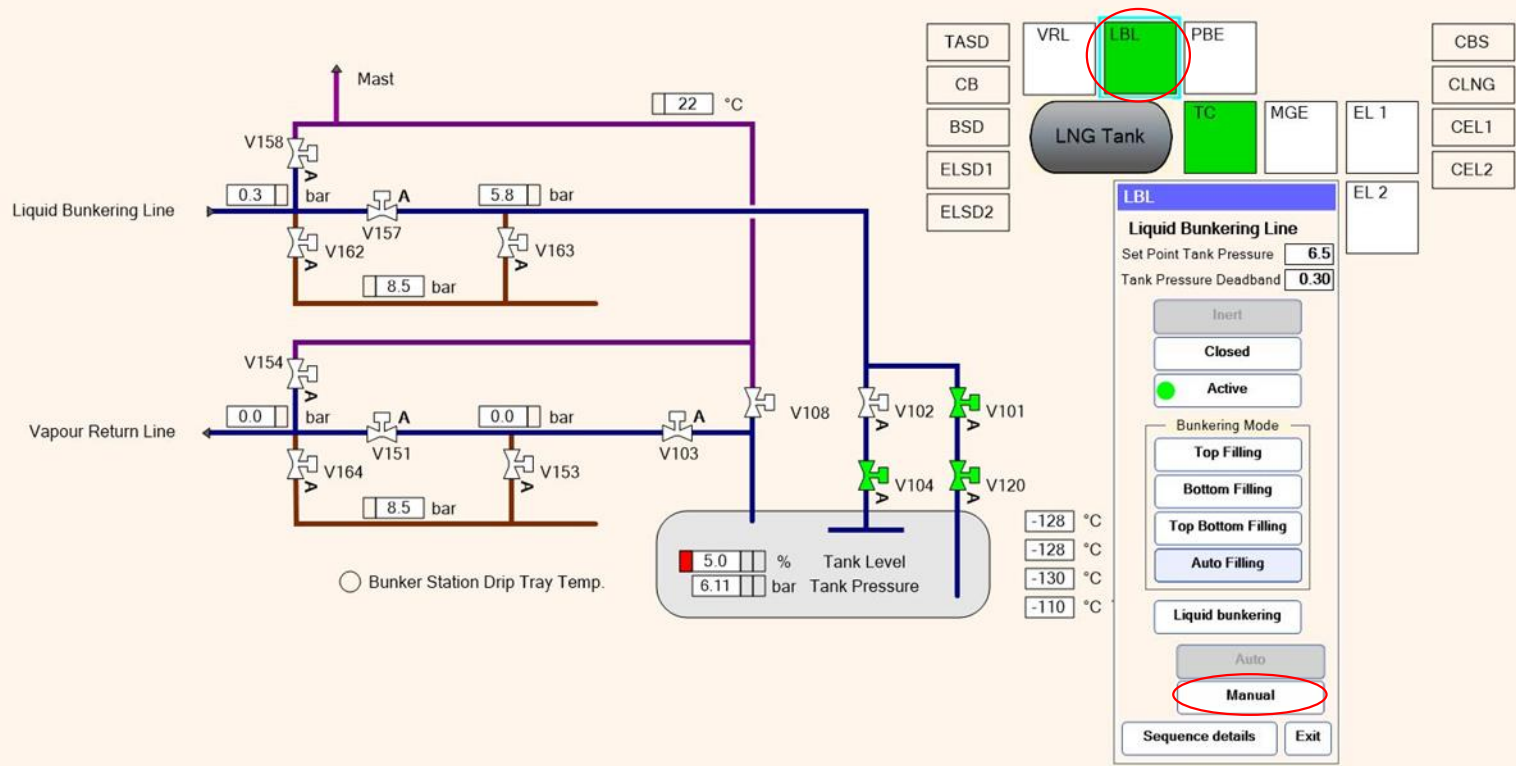 TASD
VRL
LBL
PBE
CBS
Mast
CB
CLNG
22 °C
LNG Tank
TC
MGE
EL 1
BSD
CEL1
V158
A
ELSD1
CEL2
0.3 bar
A
5.8 bar
LBL
EL 2
Liquid Bunkering Line
V157
ELSD2
Liquid Bunkering Line
V162
A
V163
A
Set Point Tank Pressure 6.5
8.5 bar
Tank Pressure Deadband 0.30
Inert
Closed
V154
A
Active
0.0 bar
A
0.0 bar
A
V108
V102
A
V101
A
Bunkering Mode
Vapour Return Line
V151
V103
Top Filling
V164
A
V153
A
V104
A
V120
A
Bottom Filling
8.5 bar
-128 °C
Top Bottom Filling
-128 °C
5.0 % Tank Level
Auto Filling
Bunker Station Drip Tray Temp.
6.11 bar Tank Pressure
-130 °C
-110 °C
Liquid bunkering
Auto
Manual
Sequence details
Exit